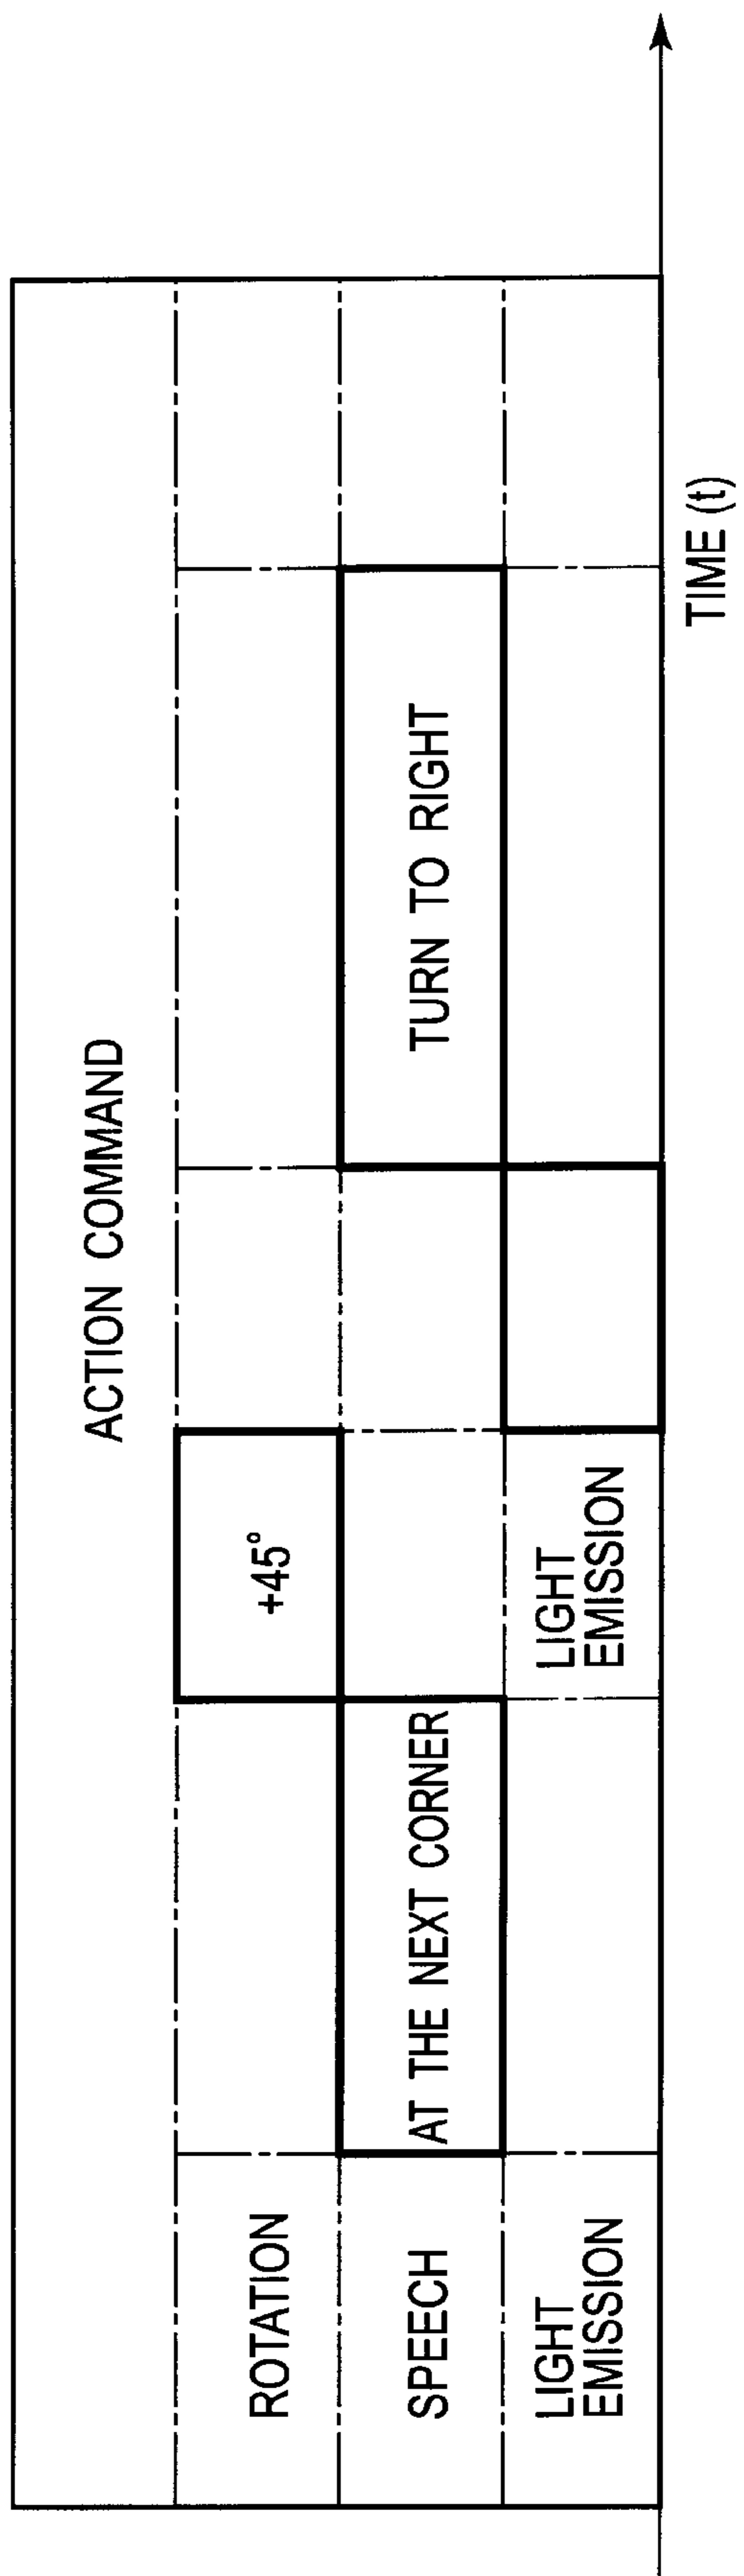 ACTION COMMAND
ROTATION
+45°
SPEECH
AT THE NEXT CORNER
TURN TO RIGHT
LIGHT
EMISSION
LIGHT
EMISSION
TIME (t)